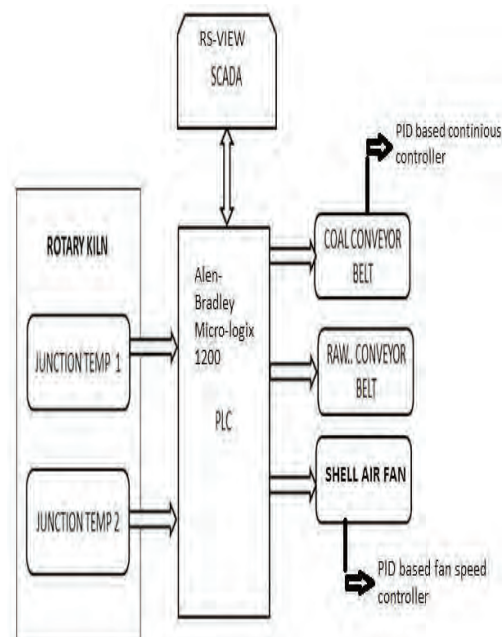 RS-VIEW
SCADA
PID based continious
controller
ROTARY KILN
JUNCTION TEMP 1
JUNCTION TEMP 2
Alen-
Bradley
Micro-logix
1200
PLC
COAL CONVEYOR
BELT
RAW.. CONVEYOR
BELT
SHELL AIR FAN
PID based fan speed
controller